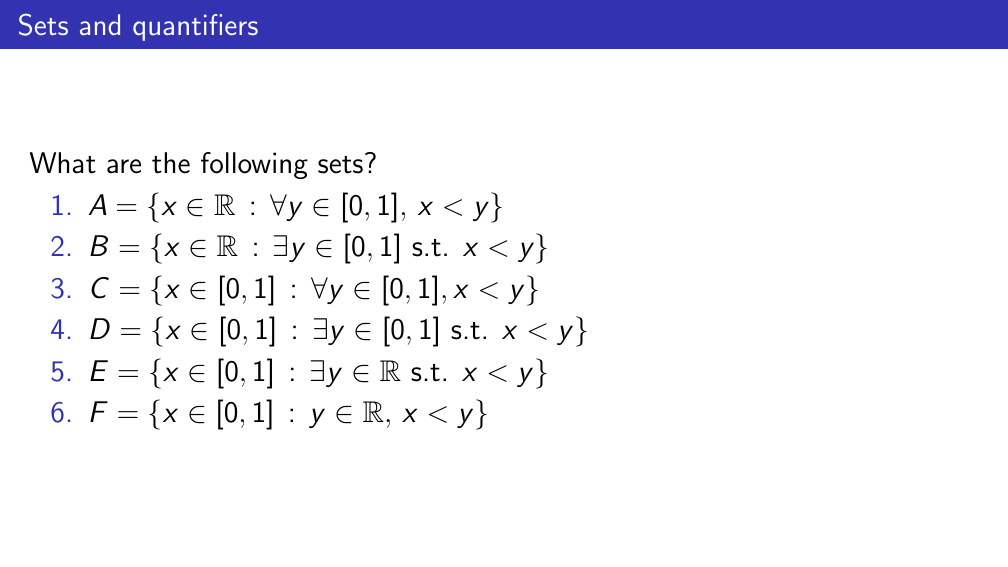 Sets and quantifiers
What are the following sets?
1. A = {x ∈ ℝ : ∀y ∈ [0, 1], x < y}
2. B = {x ∈ ℝ : ∃y ∈ [0, 1] s.t. x < y}
3. C = {x ∈ [0, 1] : ∀y ∈ [0, 1], x < y}
4. D = {x ∈ [0, 1] : ∃y ∈ [0, 1] s.t. x < y}
5. E = {x ∈ [0, 1] : ∃y ∈ ℝ s.t. x < y}
6. F = {x ∈ [0, 1] : y ∈ ℝ, x < y}